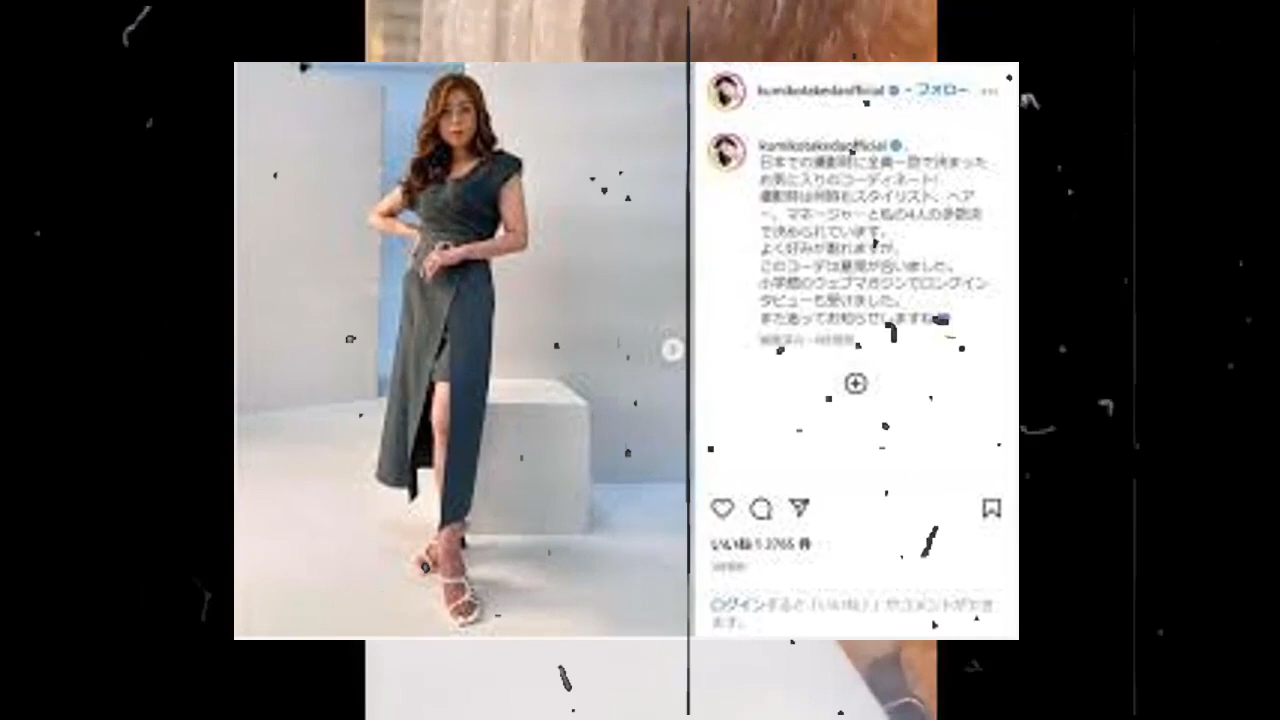 kumikotakedaofficial • フォロー
kumikotakedaofficial
日本での撮影時に全員一致で決まった
お気に入りのコーディネート!
撮影時は何時もスタイリスト、ヘア
ー、マネージャーと私の4人の多数決
で決められています。
よく好みが割れますが、
このコーデは意見が合いました。
小学館のウェブマガジンでロングイン
タビューも受けました。
また追ってお知らせしますね
いいね!
ログインすると「いいね!」やコメントができ
ます。